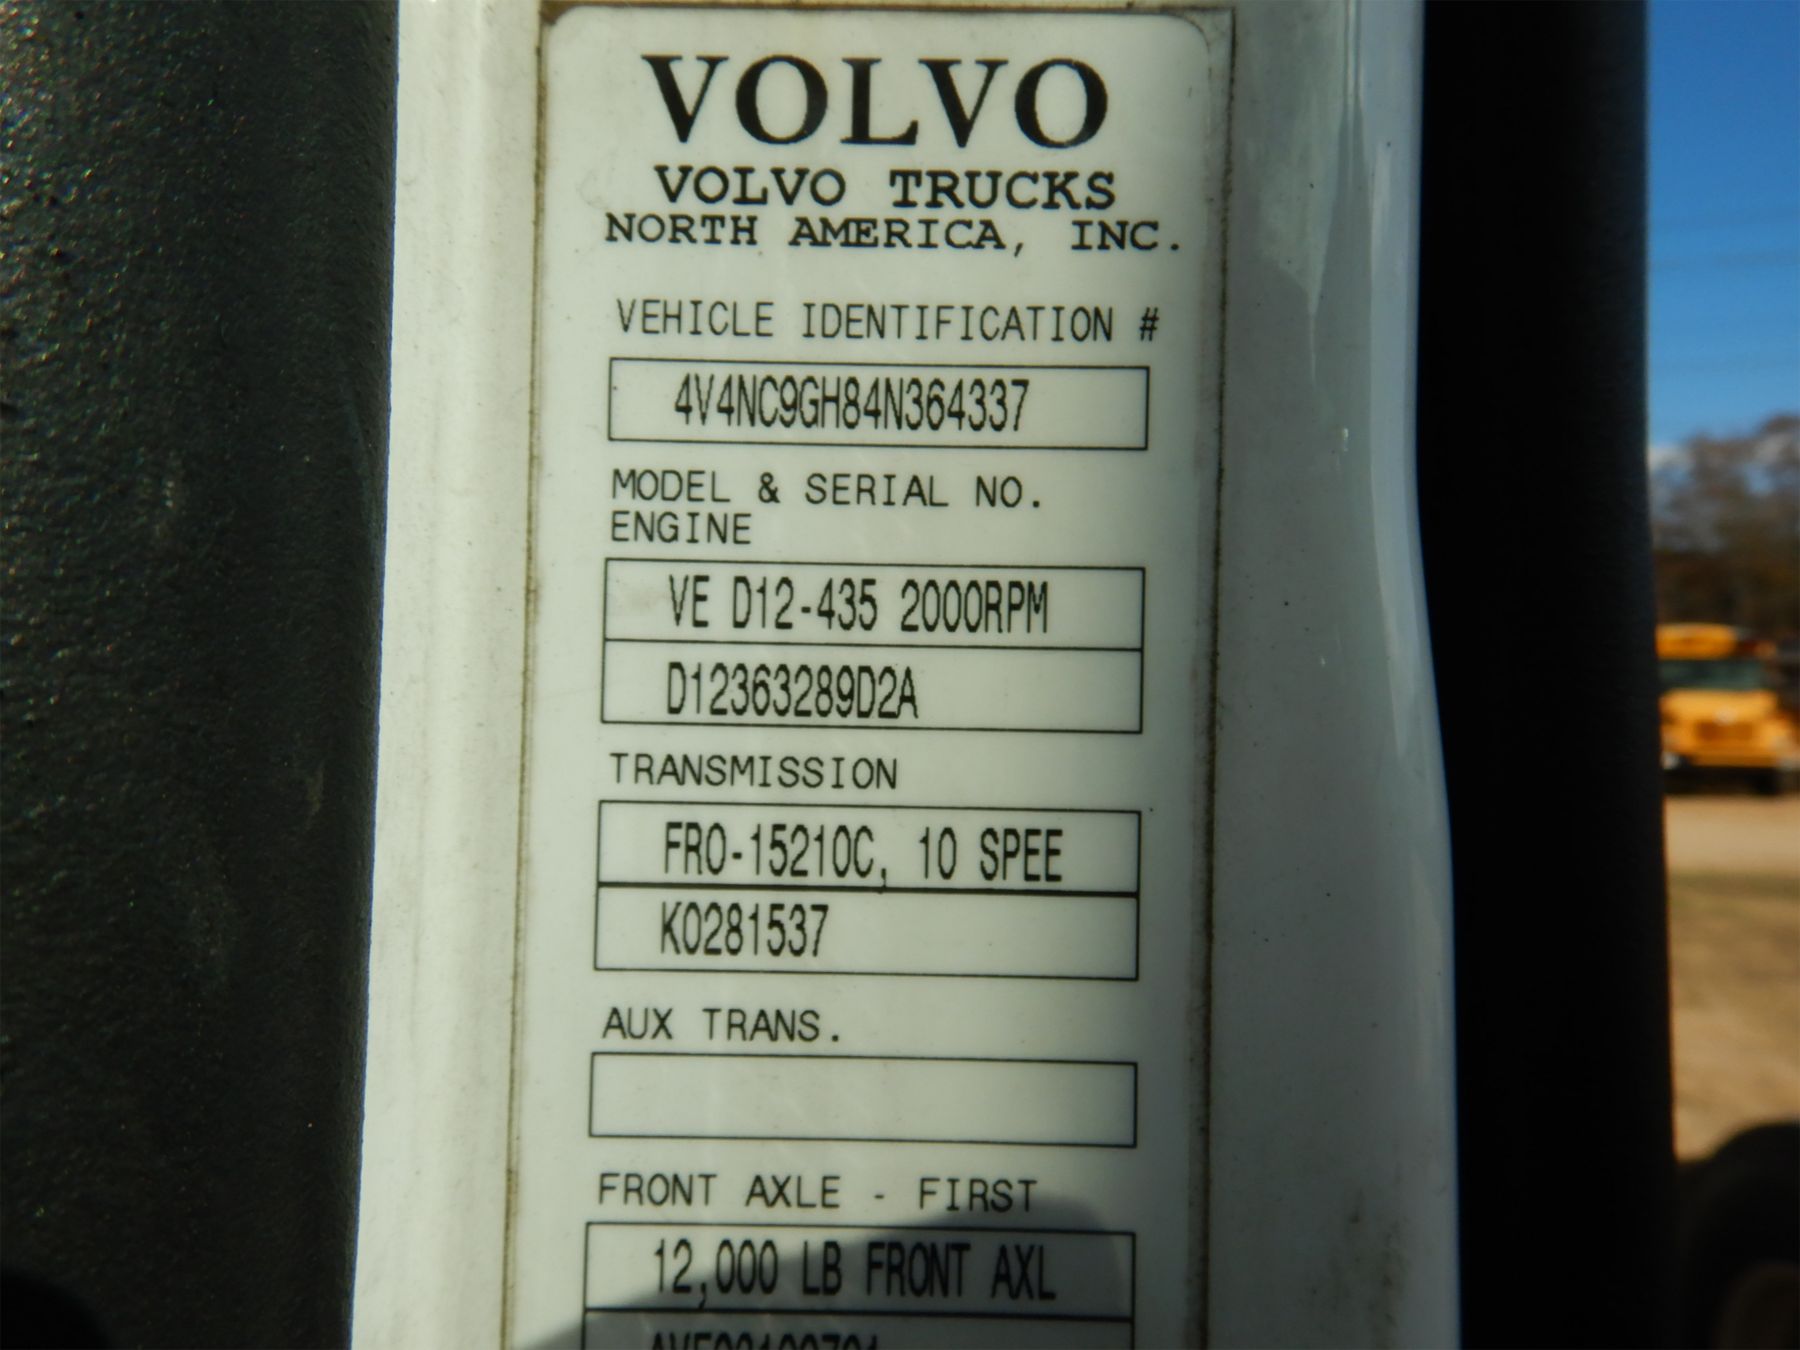 VOLVO
VOLVO TRUCKS
NORTH AMERICA, INC.
VEHICLE IDENTIFICATION #
4V4NC9GH84N364337
MODEL & SERIAL NO.
ENGINE
VE D12-435 2000RPM
D12363289D2A
TRANSMISSION
FRO-15210C, 10 SPEE
K0281537
AUX TRANS.
FRONT AXLE - FIRST
12,000 LB FRONT AXL